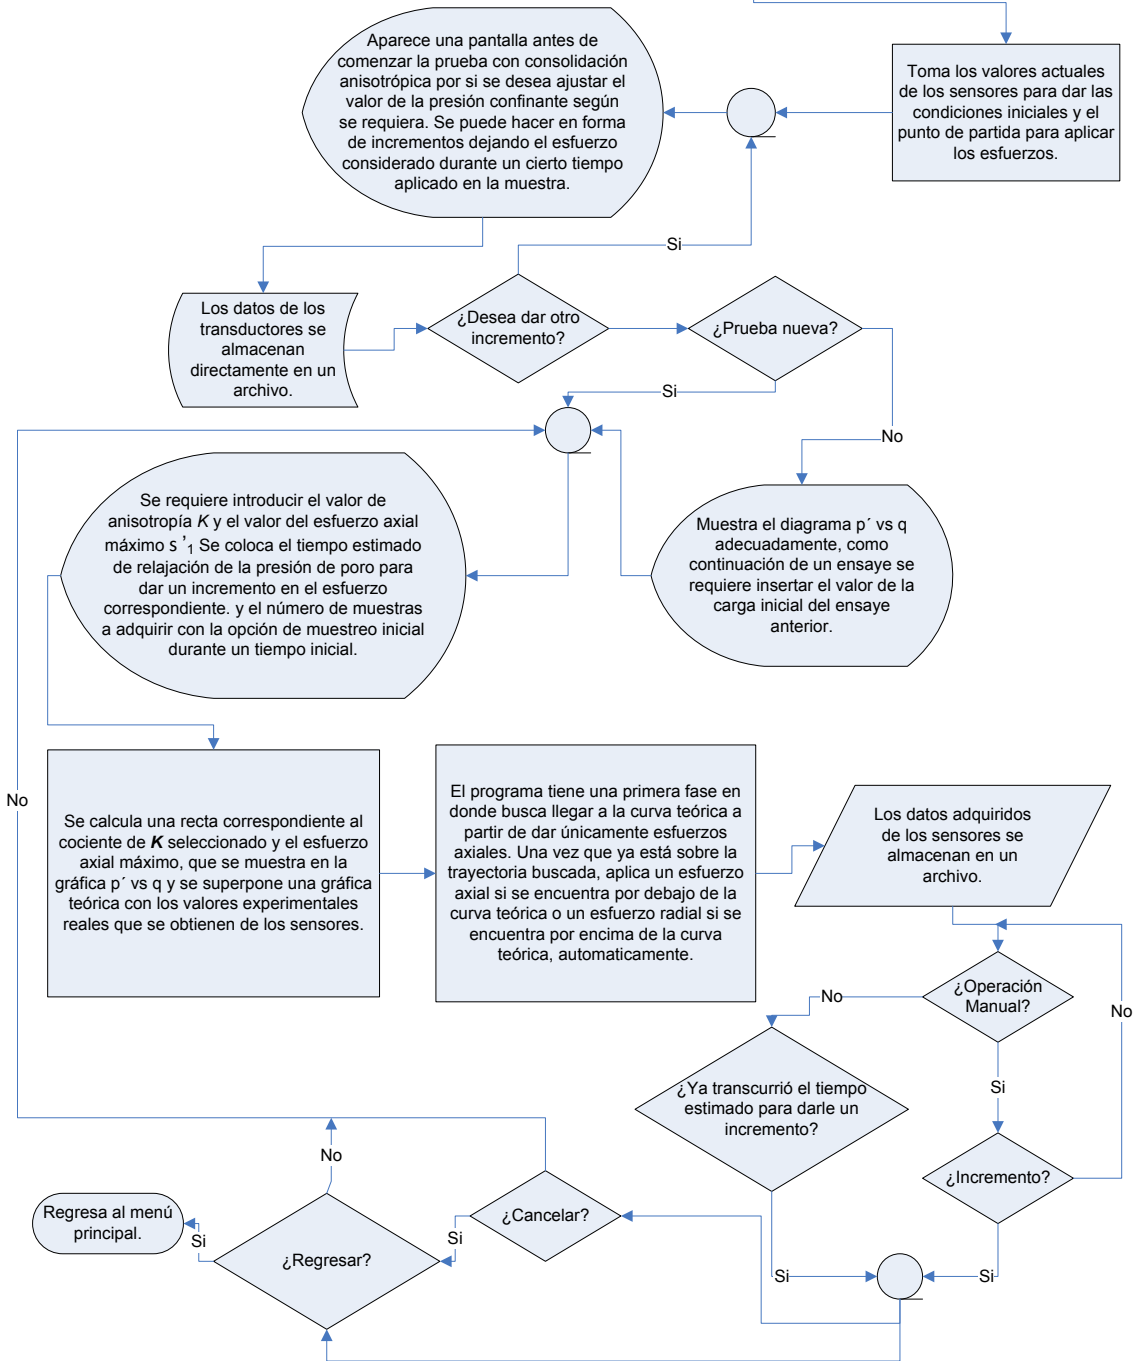 Aparece una pantalla antes de
comenzar la prueba con consolidación
anisotrópica por si se desea ajustar el
valor de la presión confinante según
se requiera. Se puede hacer en forma
de incrementos dejando el esfuerzo
considerado durante un cierto tiempo
aplicado en la muestra.
Toma los valores actuales
de los sensores para dar las
condiciones iniciales y el
punto de partida para aplicar
los esfuerzos.
Si
Los datos de los
transductores se
almacenan
directamente en un
archivo.
¿Desea dar otro
incremento?
¿Prueba nueva?
Si
No
Se requiere introducir el valor de
anisotropía K y el valor del esfuerzo axial
máximo s ’1 Se coloca el tiempo estimado
de relajación de la presión de poro para
dar un incremento en el esfuerzo
correspondiente. y el número de muestras
a adquirir con la opción de muestreo inicial
durante un tiempo inicial.
Muestra el diagrama p´ vs q
adecuadamente, como
continuación de un ensaye se
requiere insertar el valor de la
carga inicial del ensaye
anterior.
No
Se calcula una recta correspondiente al
cociente de K seleccionado y el esfuerzo
axial máximo, que se muestra en la
gráfica p´ vs q y se superpone una gráfica
teórica con los valores experimentales
reales que se obtienen de los sensores.
El programa tiene una primera fase en
donde busca llegar a la curva teórica a
partir de dar únicamente esfuerzos
axiales. Una vez que ya está sobre la
trayectoria buscada, aplica un esfuerzo
axial si se encuentra por debajo de la
curva teórica o un esfuerzo radial si se
encuentra por encima de la curva
teórica, automaticamente.
Los datos adquiridos
de los sensores se
almacenan en un
archivo.
¿Operación
Manual?
No
No
¿Ya transcurrió el tiempo
estimado para darle un
incremento?
Si
¿Incremento?
No
Regresa al menú
principal.
Si
¿Regresar?
Si
¿Cancelar?
Si
Si